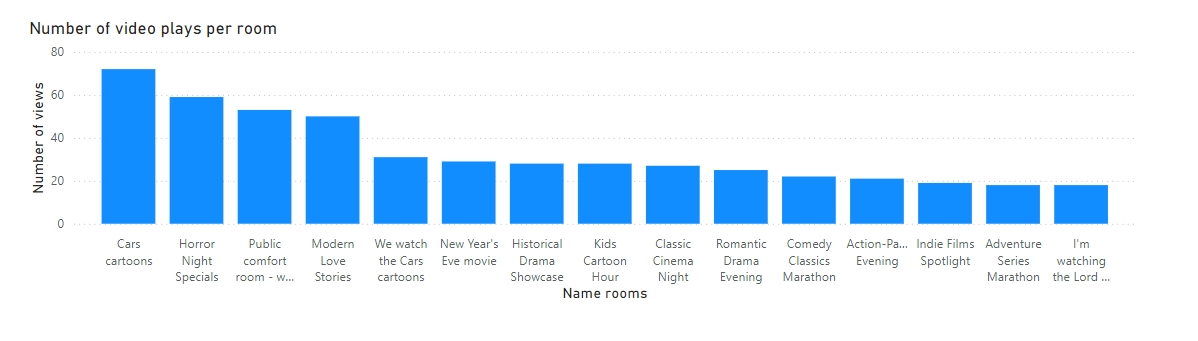 Number of video plays per room
80
60
40
20
0
Number of views
Cars
cartoons
Horror
Night
Specials
Public
comfort
room - w...
Modern
Love
Stories
We watch
the Cars
cartoons
New Year's
Eve movie
Historical
Drama
Showcase
Kids
Cartoon
Hour
Classic
Cinema
Night
Romantic
Drama
Evening
Comedy
Classics
Marathon
Action-Pa...
Evening
Indie Films
Spotlight
Adventure
Series
Marathon
I'm
watching
the Lord ...
Name rooms